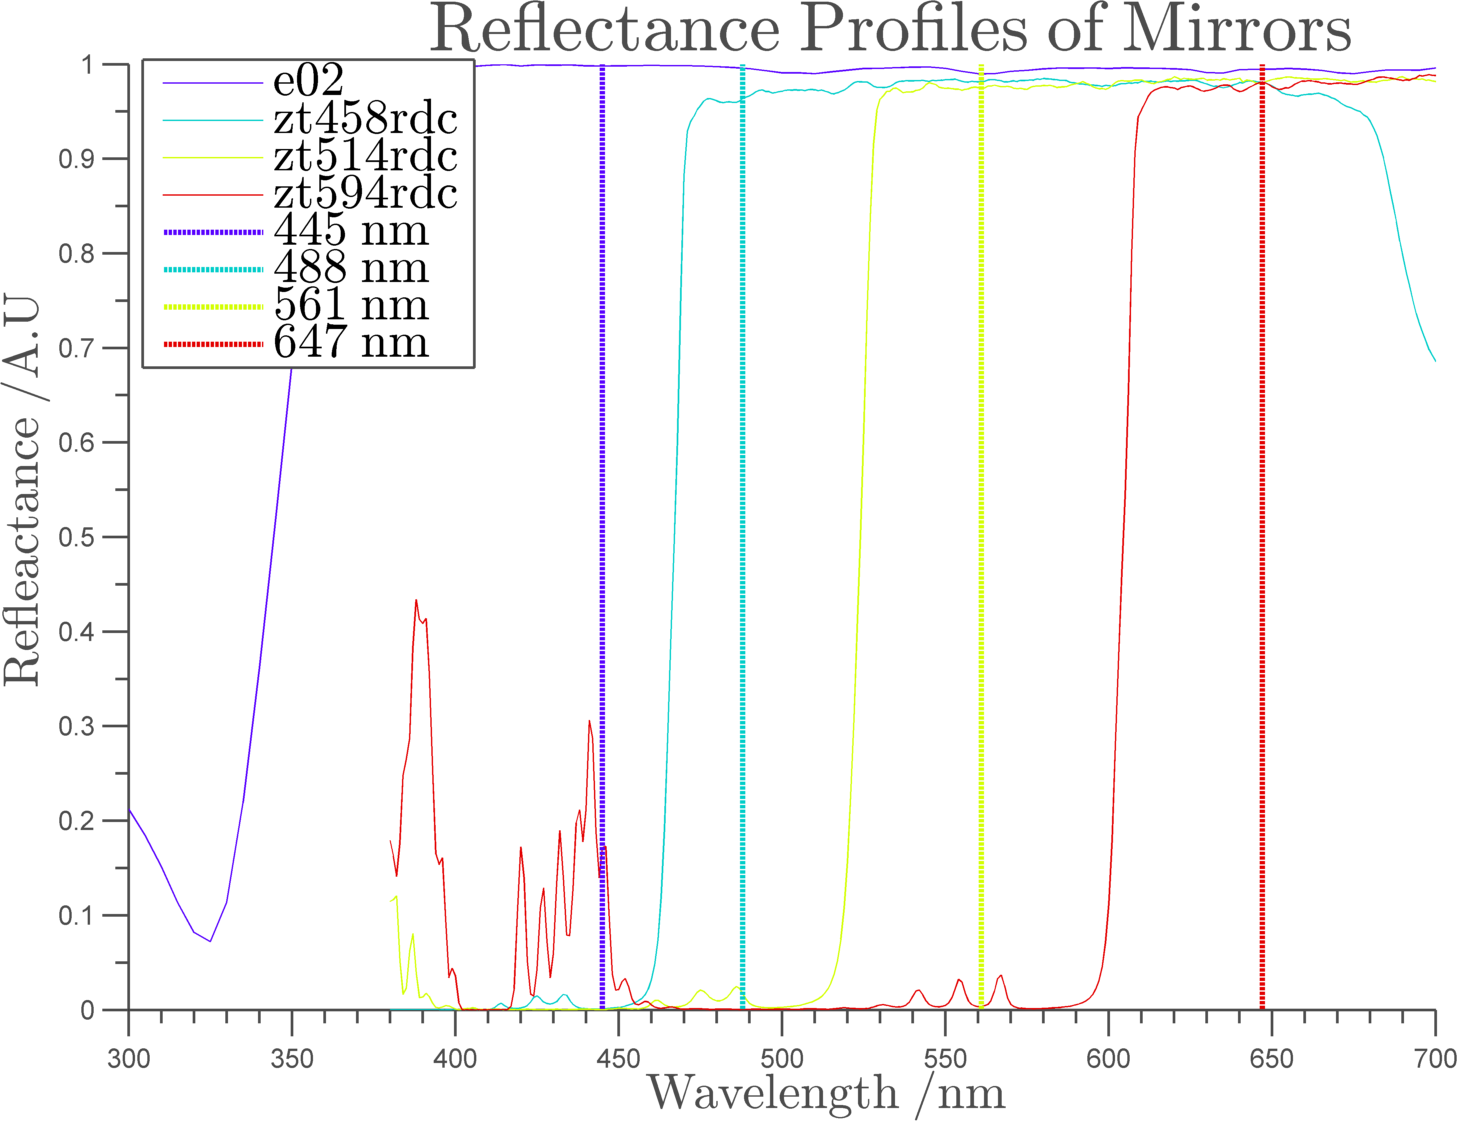 Reflectance Profiles of Mirrors
e02
zt458rdc
zt514rdc
zt594rdc
445 nm
488 nm
561 nm
647 nm
Refleactance /A.U
1
0.9
0.8
0.7
0.6
0.5
0.4
0.3
0.2
0.1
0
300 350 400 450 500 550 600 650 700
Wavelength /nm